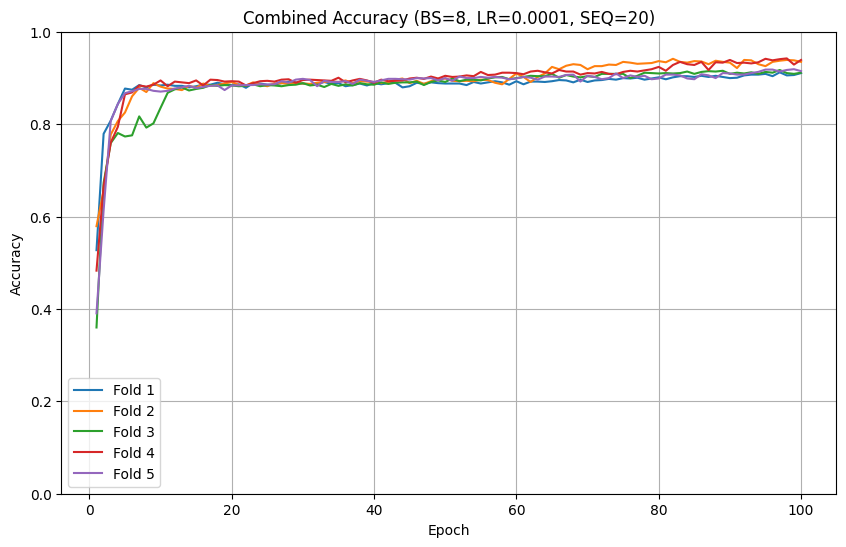 Combined Accuracy (BS=8, LR=0.0001, SEQ=20)
1.0
0.8
0.6
0.4
0.2
0.0
Accuracy
Fold 1
Fold 2
Fold 3
Fold 4
Fold 5
0 20 40 60 80 100
Epoch